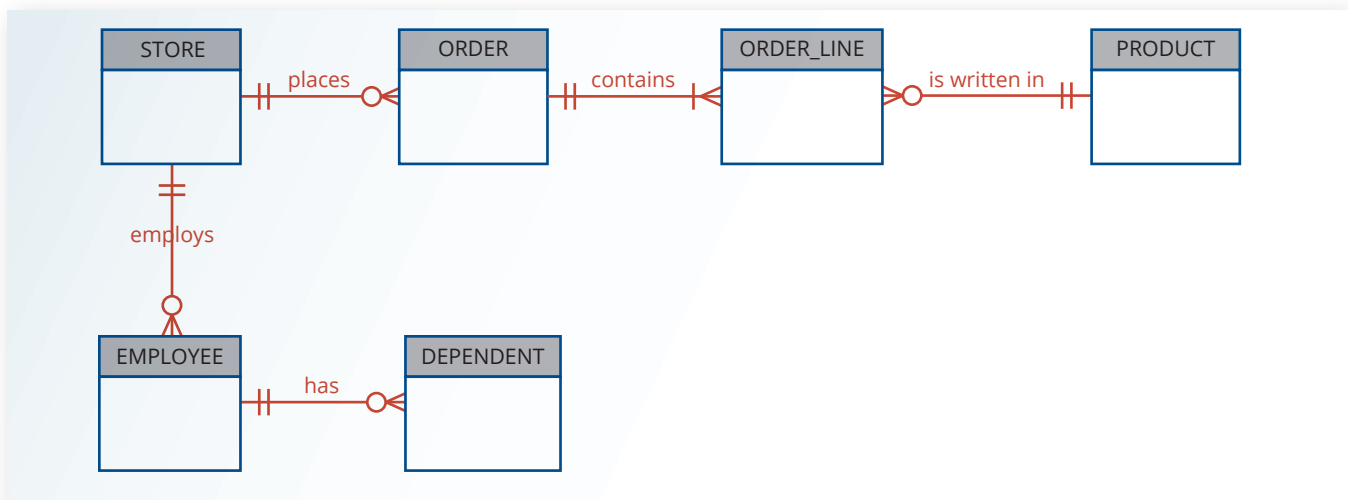 STORE
places
ORDER
contains
ORDER_LINE
is written in
PRODUCT
employs
EMPLOYEE
has
DEPENDENT